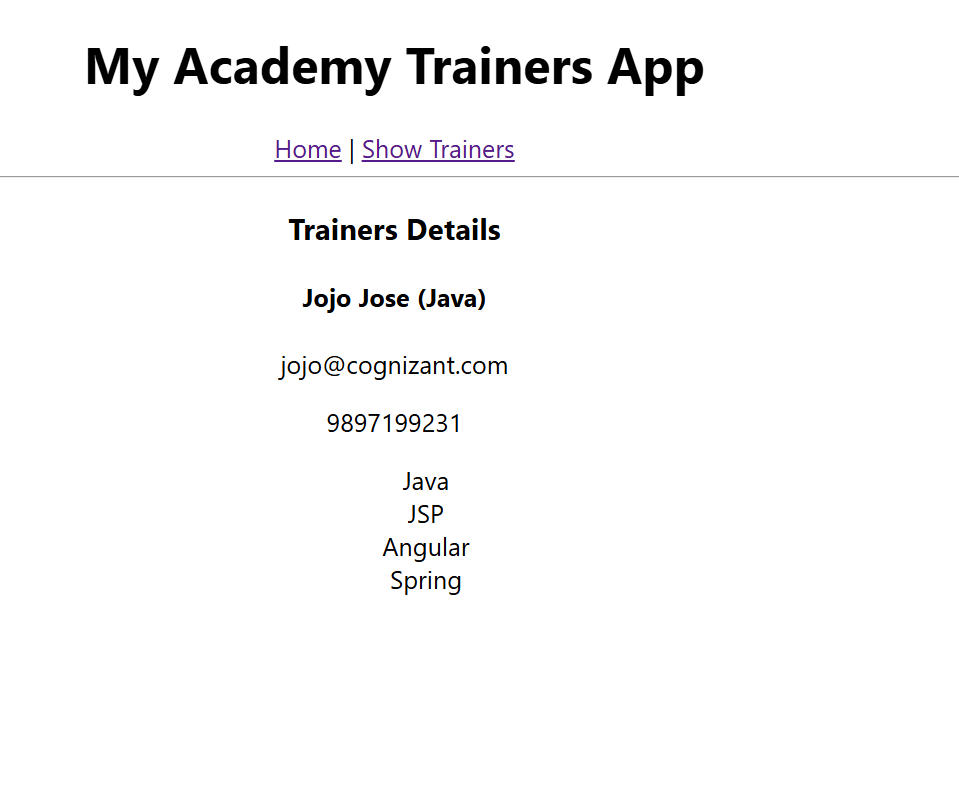 My Academy Trainers App
Home | Show Trainers
Trainers Details
Jojo Jose (Java)
jojo@cognizant.com
9897199231
Java
JSP
Angular
Spring